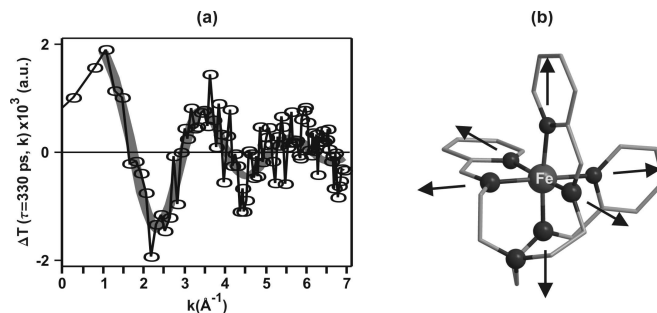 (a)
(b)
ΔT (τ=330 ps, k) x10³ (a.u.)
2
0
-2
0 1 2 3 4 5 6 7
k(Å⁻¹)
Fe